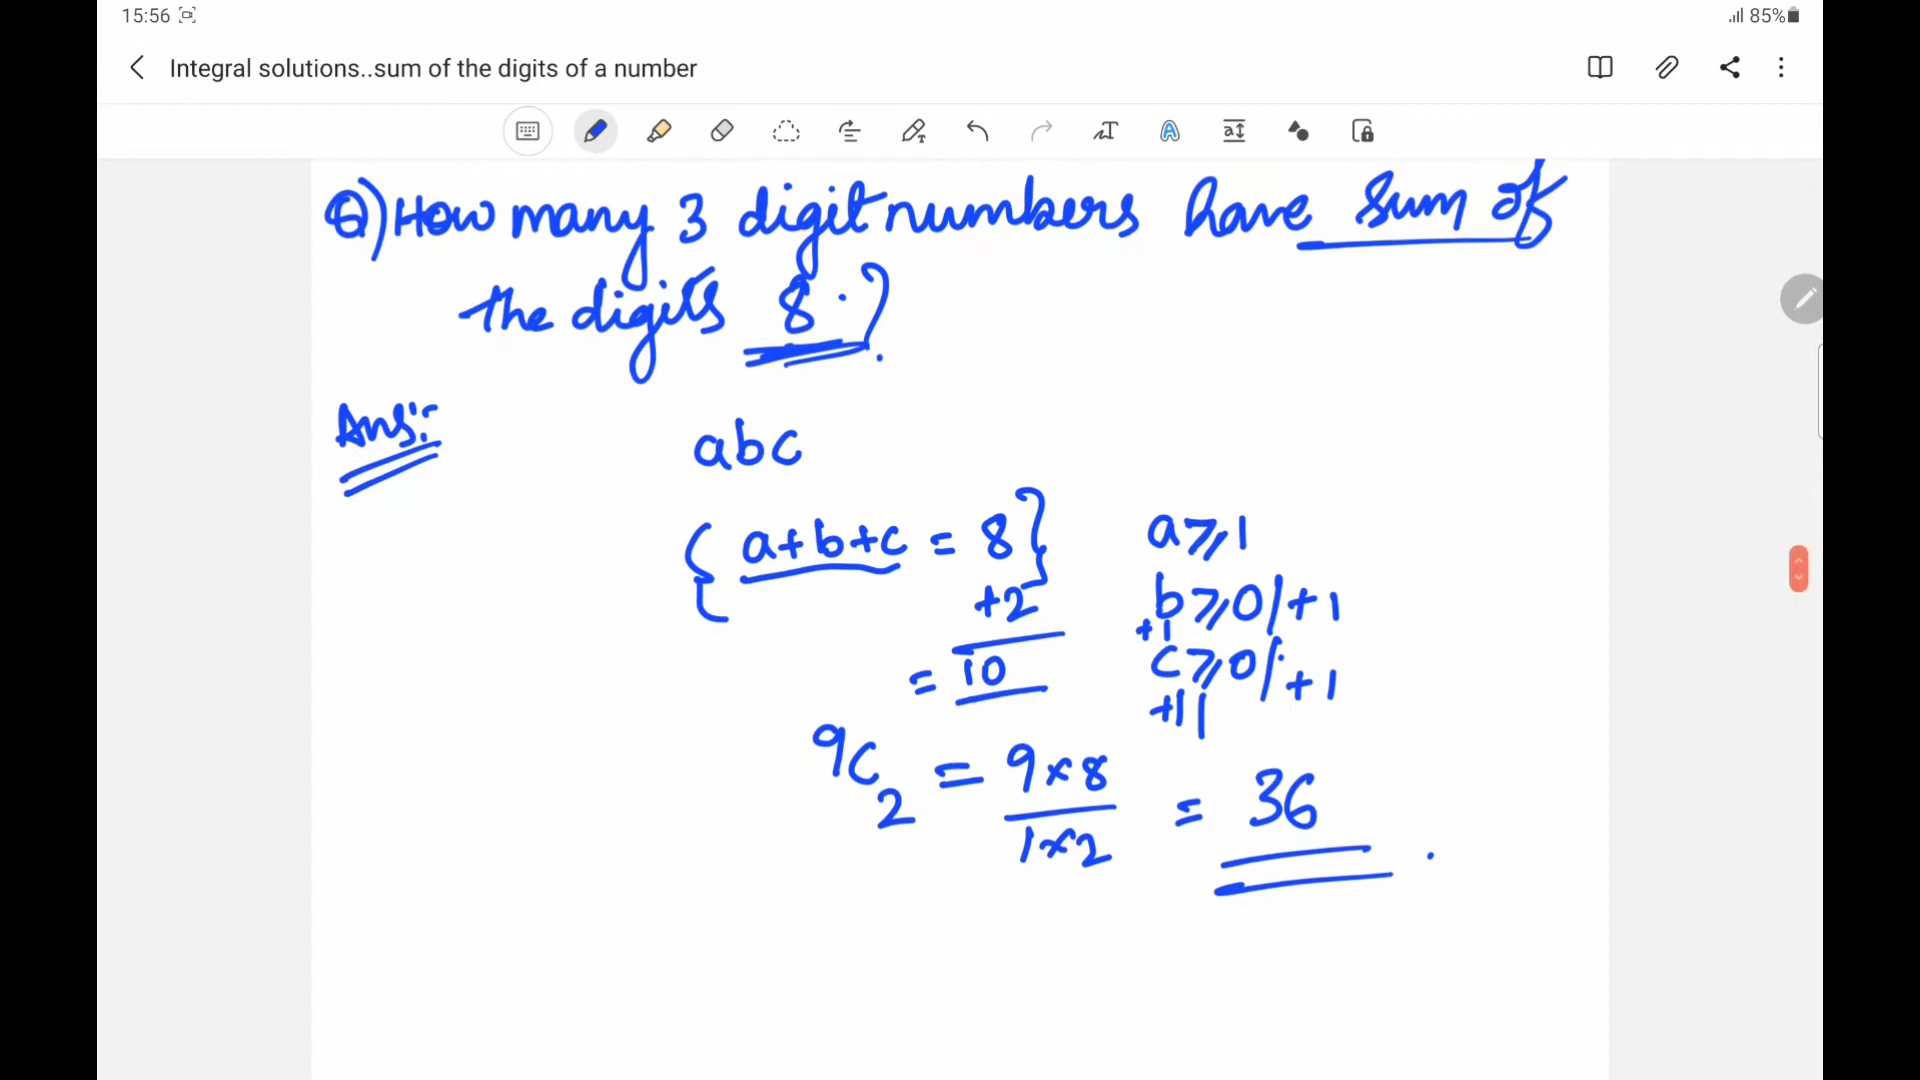 15:56
85%
Integral solutions..sum of the digits of a number
Q) How many 3 digit numbers have sum of
the digits 8 ?
Ans:
abc
{ a+b+c = 8 }
a ⩾ 1
+2
b ⩾ 0 / +1
+1
= 10
c ⩾ 0 / +1
+1
9C2 = 9×8 / 1×2 = 36